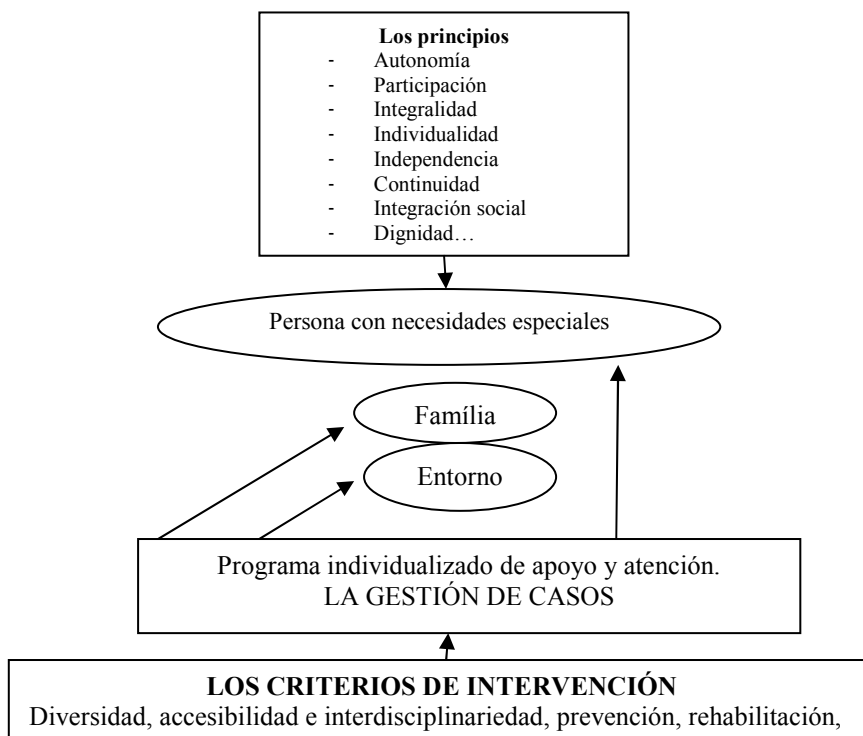 Los principios
- Autonomía
- Participación
- Integralidad
- Individualidad
- Independencia
- Continuidad
- Integración social
- Dignidad…
Persona con necesidades especiales
Família
Entorno
Programa individualizado de apoyo y atención.
LA GESTIÓN DE CASOS
LOS CRITERIOS DE INTERVENCIÓN
Diversidad, accesibilidad e interdisciplinariedad, prevención, rehabilitación,